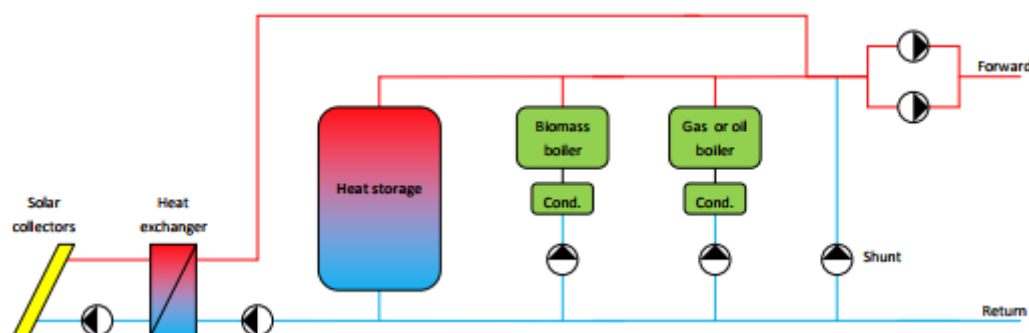 Forward
Biomass
boiler
Gas or oil
boiler
Heat storage
Cond.
Cond.
Solar
collectors
Heat
exchanger
Shunt
Return